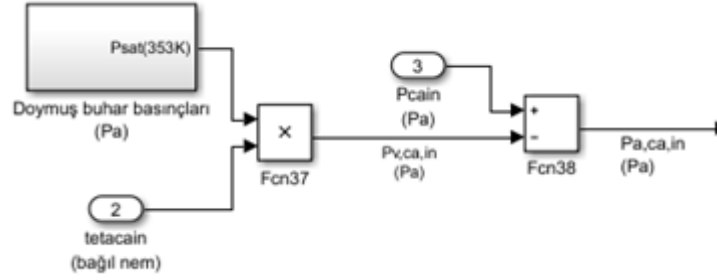 Psat(353K)
Doymuş buhar basınçları
(Pa)
3
Pcain
(Pa)
+
−
×
Fcn37
Pv,ca,in
(Pa)
Fcn38
Pa,ca,in
(Pa)
2
tetacain
(bağıl nem)